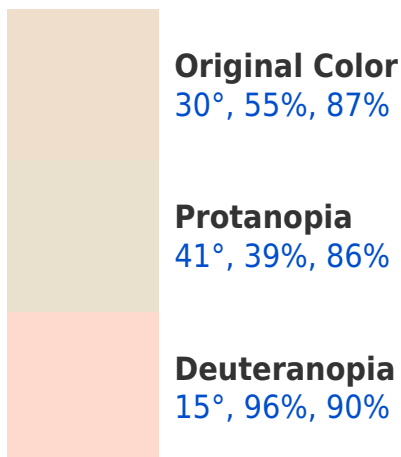 Original Color
30°, 55%, 87%
Protanopia
41°, 39%, 86%
Deuteranopia
15°, 96%, 90%